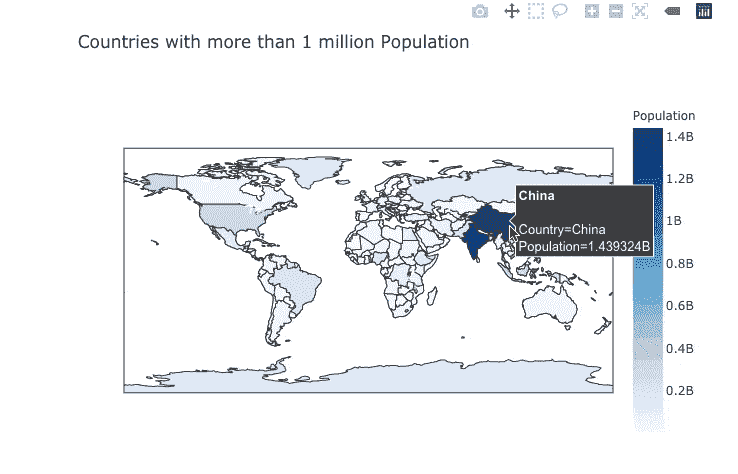 Countries with more than 1 million Population
Population
1.4B
1.2B
1B
0.8B
0.6B
0.4B
0.2B
China
Country=China
Population=1.439324B